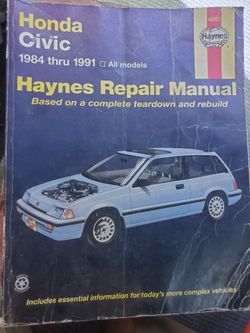 Honda
Civic
1984 thru 1991 □ All models
Haynes
Haynes Repair Manual
Based on a complete teardown and rebuild
Includes essential information for today's more complex vehicles